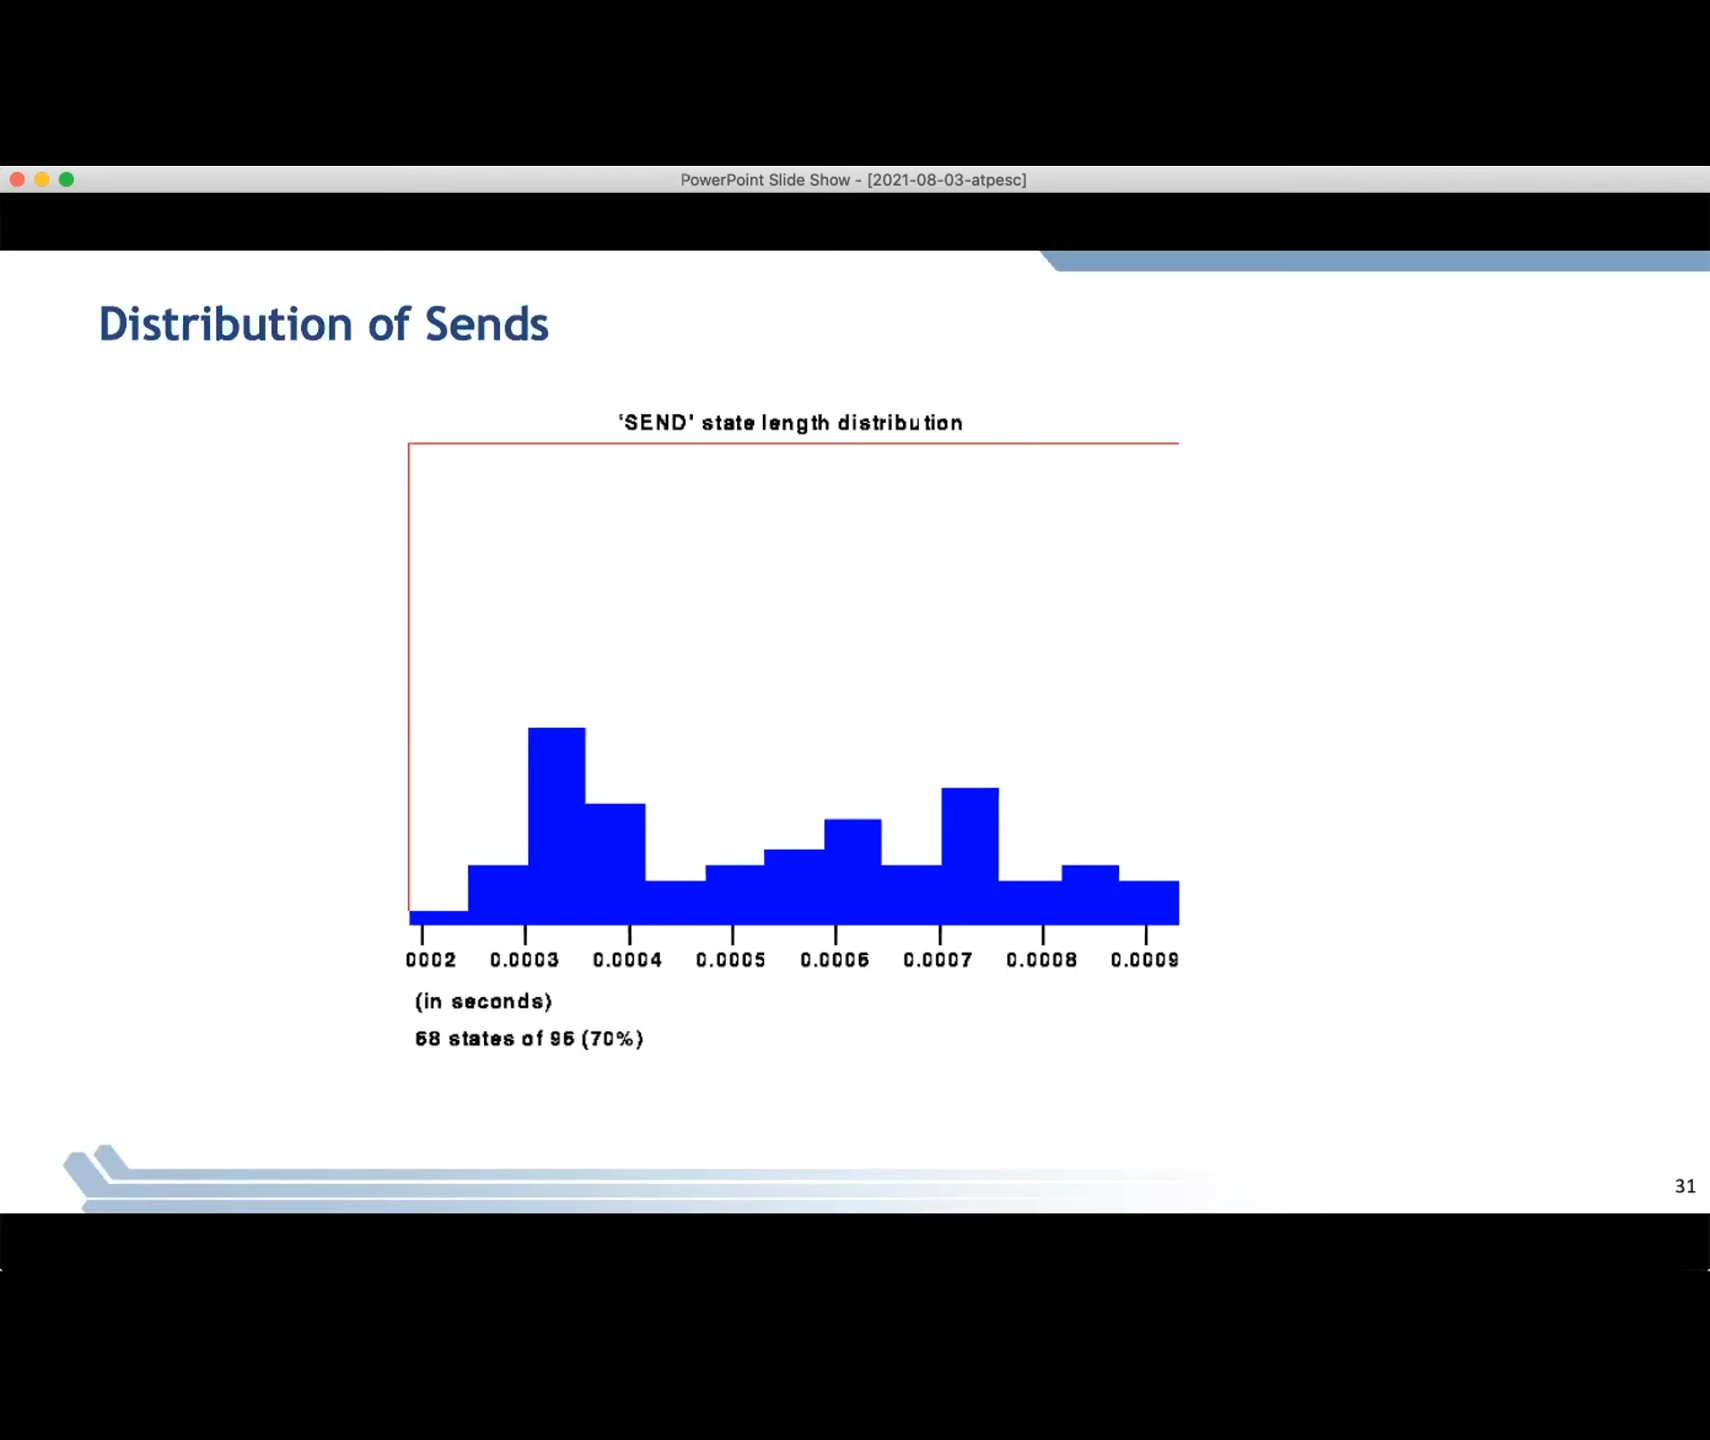 PowerPoint Slide Show - [2021-08-03-atpesc]
Distribution of Sends
'SEND' state length distribution
0002 0.0003 0.0004 0.0005 0.0006 0.0007 0.0008 0.0009
(in seconds)
68 states of 96 (70%)
31